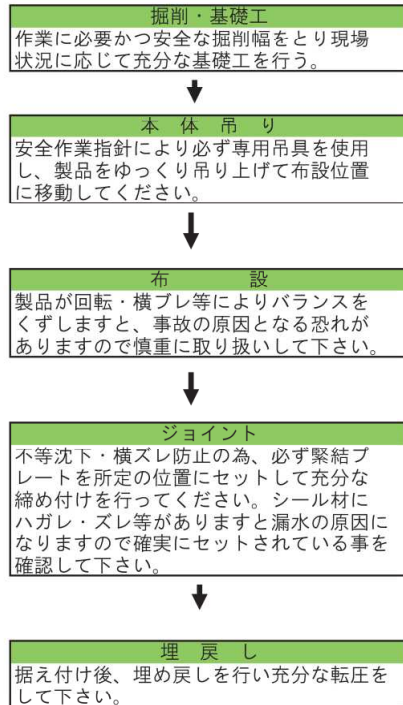 掘削・基礎工
作業に必要かつ安全な掘削幅をとり現場
状況に応じて充分な基礎工を行う。
本体吊り
安全作業指針により必ず専用吊具を使用
し、製品をゆっくり吊り上げて布設位置
に移動してください。
布設
製品が回転・横ブレ等によりバランスを
くずしますと、事故の原因となる恐れが
ありますので慎重に取り扱いして下さい。
ジョイント
不等沈下・横ズレ防止の為、必ず緊結プ
レートを所定の位置にセットして充分な
締め付けを行ってください。シール材に
ハガレ・ズレ等がありますと漏水の原因に
なりますので確実にセットされている事を
確認して下さい。
埋戻し
据え付け後、埋め戻しを行い充分な転圧を
して下さい。